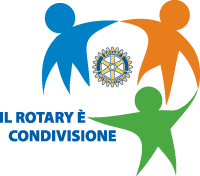 IL ROTARY È
CONDIVISIONE